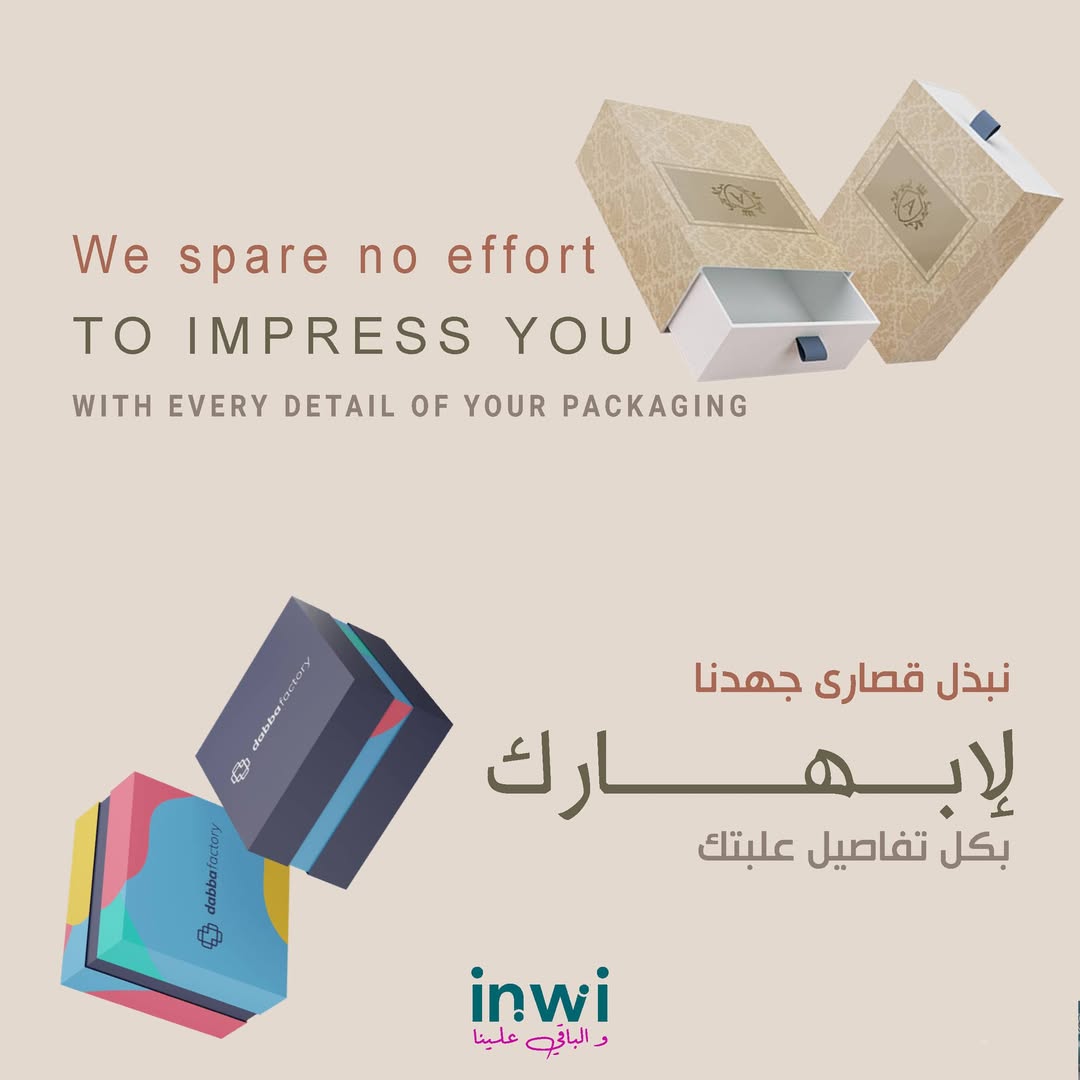 We spare no effort
TO IMPRESS YOU
WITH EVERY DETAIL OF YOUR PACKAGING
A
A
نبذل قصارى جهدنا
لإبـهـارك
بكل تفاصيل علبتك
dabbafactory
dabbafactory
inwi
و الباقي علينا